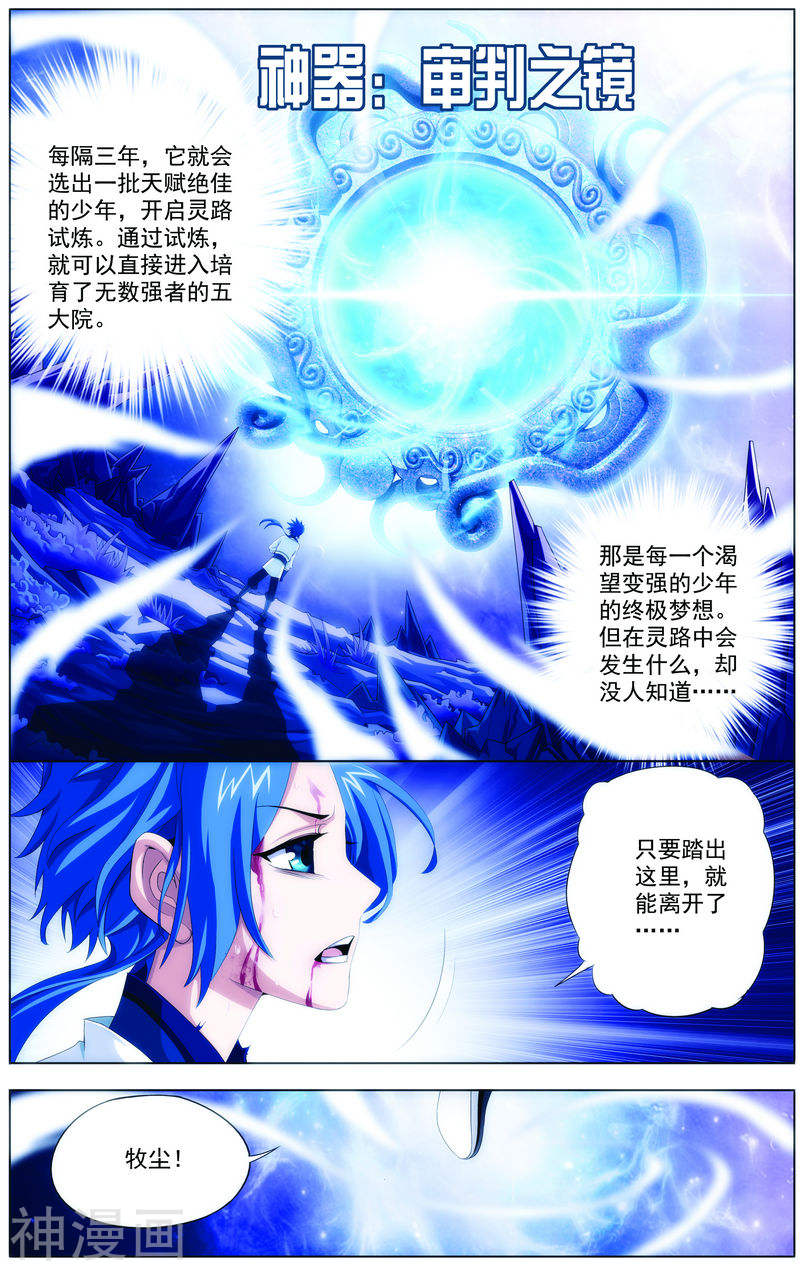 神器：审判之镜
每隔三年，它就会
选出一批天赋绝佳
的少年，开启灵路
试炼。通过试炼，
就可以直接进入培
育了无数强者的五
大院。
那是每一个渴
望变强的少年
的终极梦想。
但在灵路中会
发生什么，却
没人知道……
只要踏出
这里，就
能离开了
……
牧尘！
神漫画